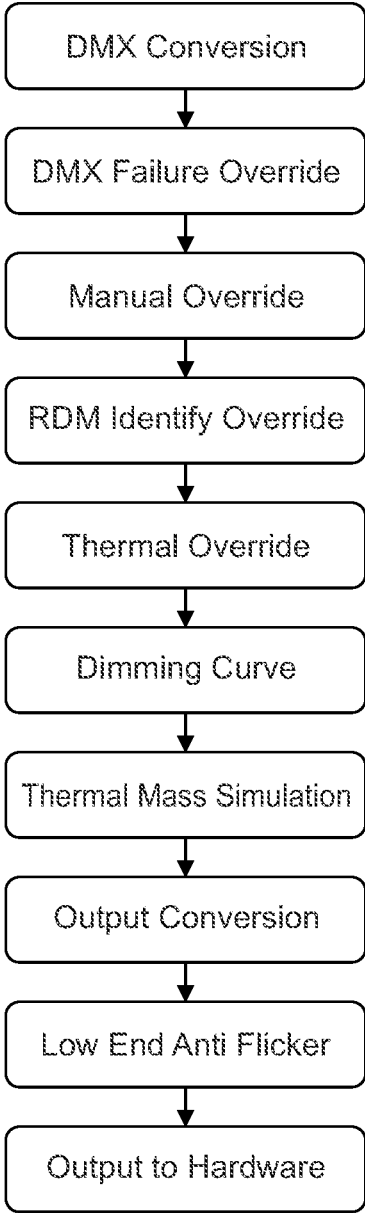 DMX Conversion
DMX Failure Override
Manual Override
RDM Identify Override
Thermal Override
Dimming Curve
Thermal Mass Simulation
Output Conversion
Low End Anti Flicker
Output to Hardware